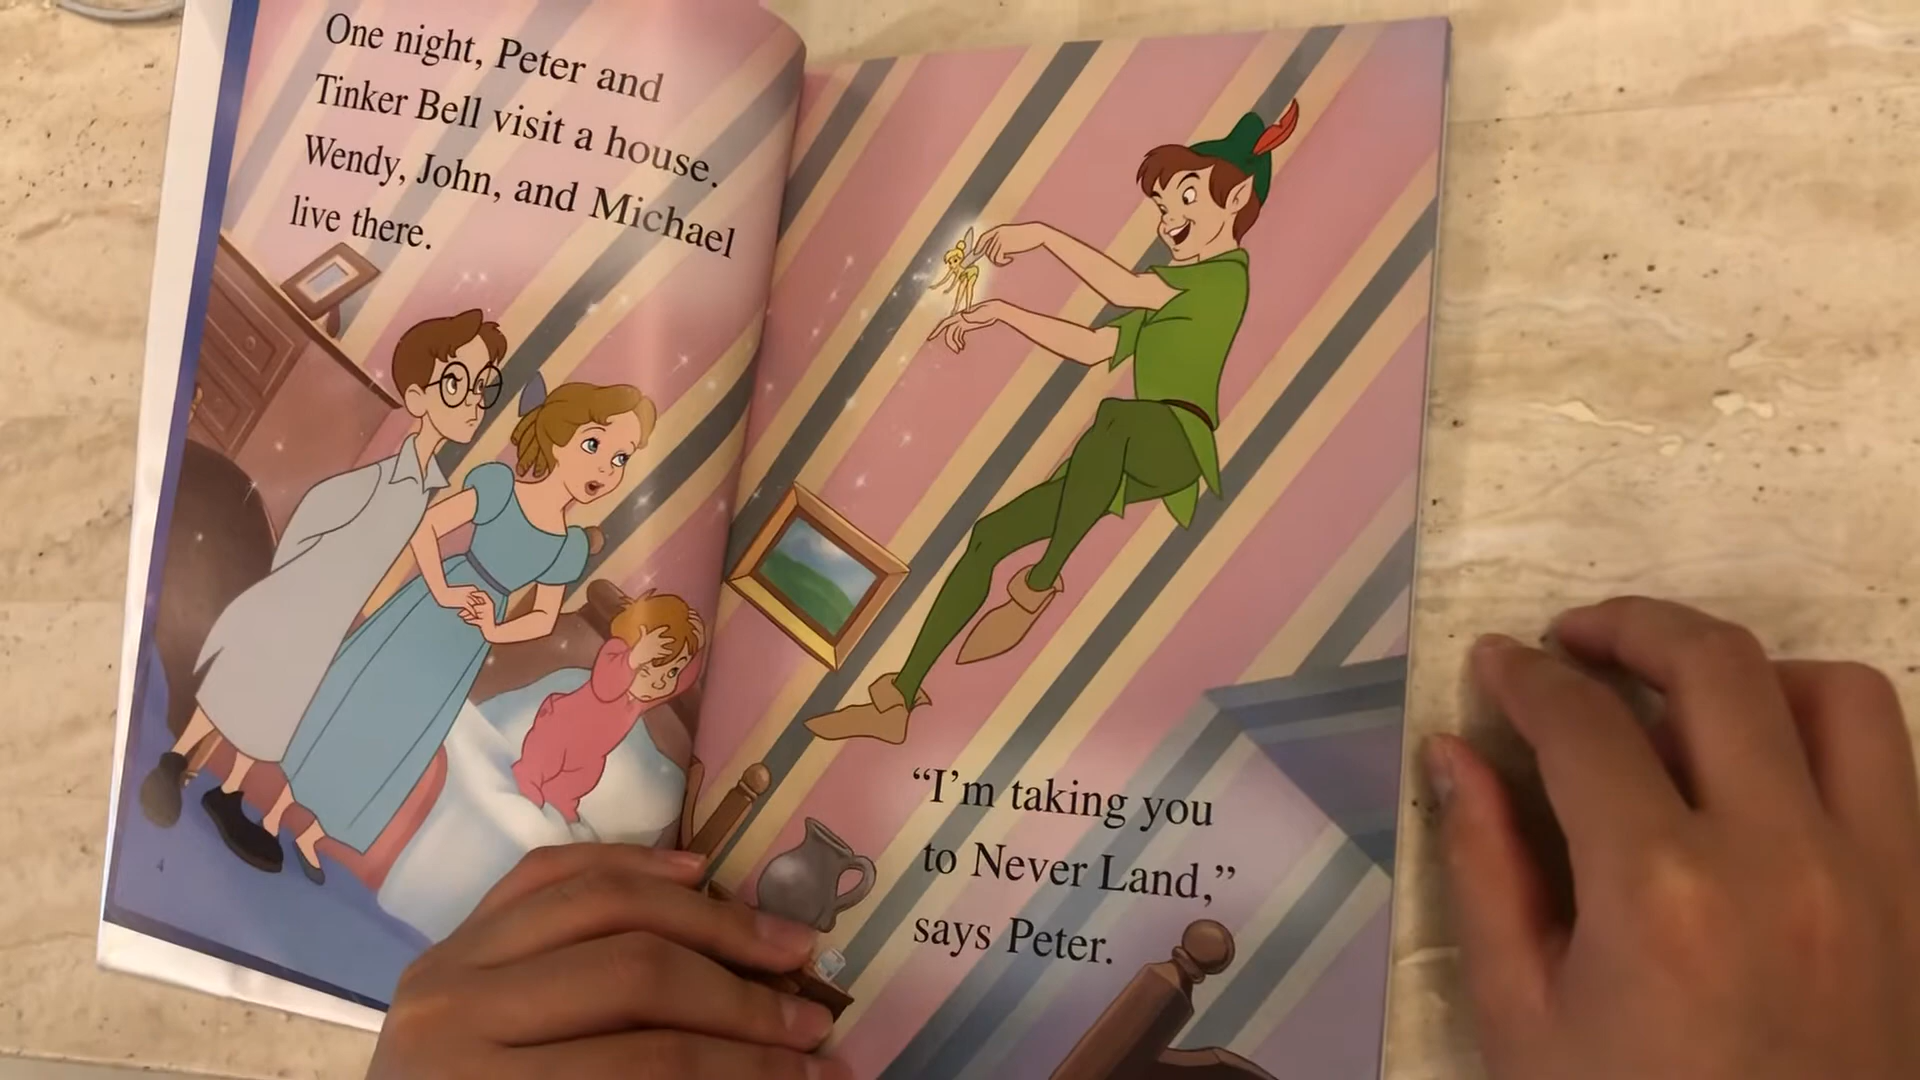 One night, Peter and
Tinker Bell visit a house.
Wendy, John, and Michael
live there.
4
“I’m taking you
to Never Land,”
says Peter.